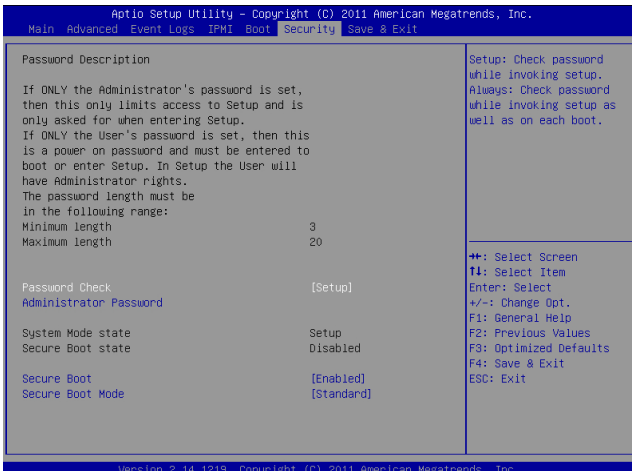 Aptio Setup Utility – Copyright (C) 2011 American Megatrends, Inc.
Main Advanced Event Logs IPMI Boot Security Save & Exit
Password Description
If ONLY the Administrator's password is set,
then this only limits access to Setup and is
only asked for when entering Setup.
If ONLY the User's password is set, then this
is a power on password and must be entered to
boot or enter Setup. In Setup the User will
have Administrator rights.
The password length must be
in the following range:
Minimum length 3
Maximum length 20
Password Check [Setup]
Administrator Password
System Mode state Setup
Secure Boot state Disabled
Secure Boot [Enabled]
Secure Boot Mode [Standard]
Setup: Check password
while invoking setup.
Always: Check password
while invoking setup as
well as on each boot.
→←: Select Screen
↑↓: Select Item
Enter: Select
+/-: Change Opt.
F1: General Help
F2: Previous Values
F3: Optimized Defaults
F4: Save & Exit
ESC: Exit
Version 2.14.1219. Copyright (C) 2011 American Megatrends, Inc.